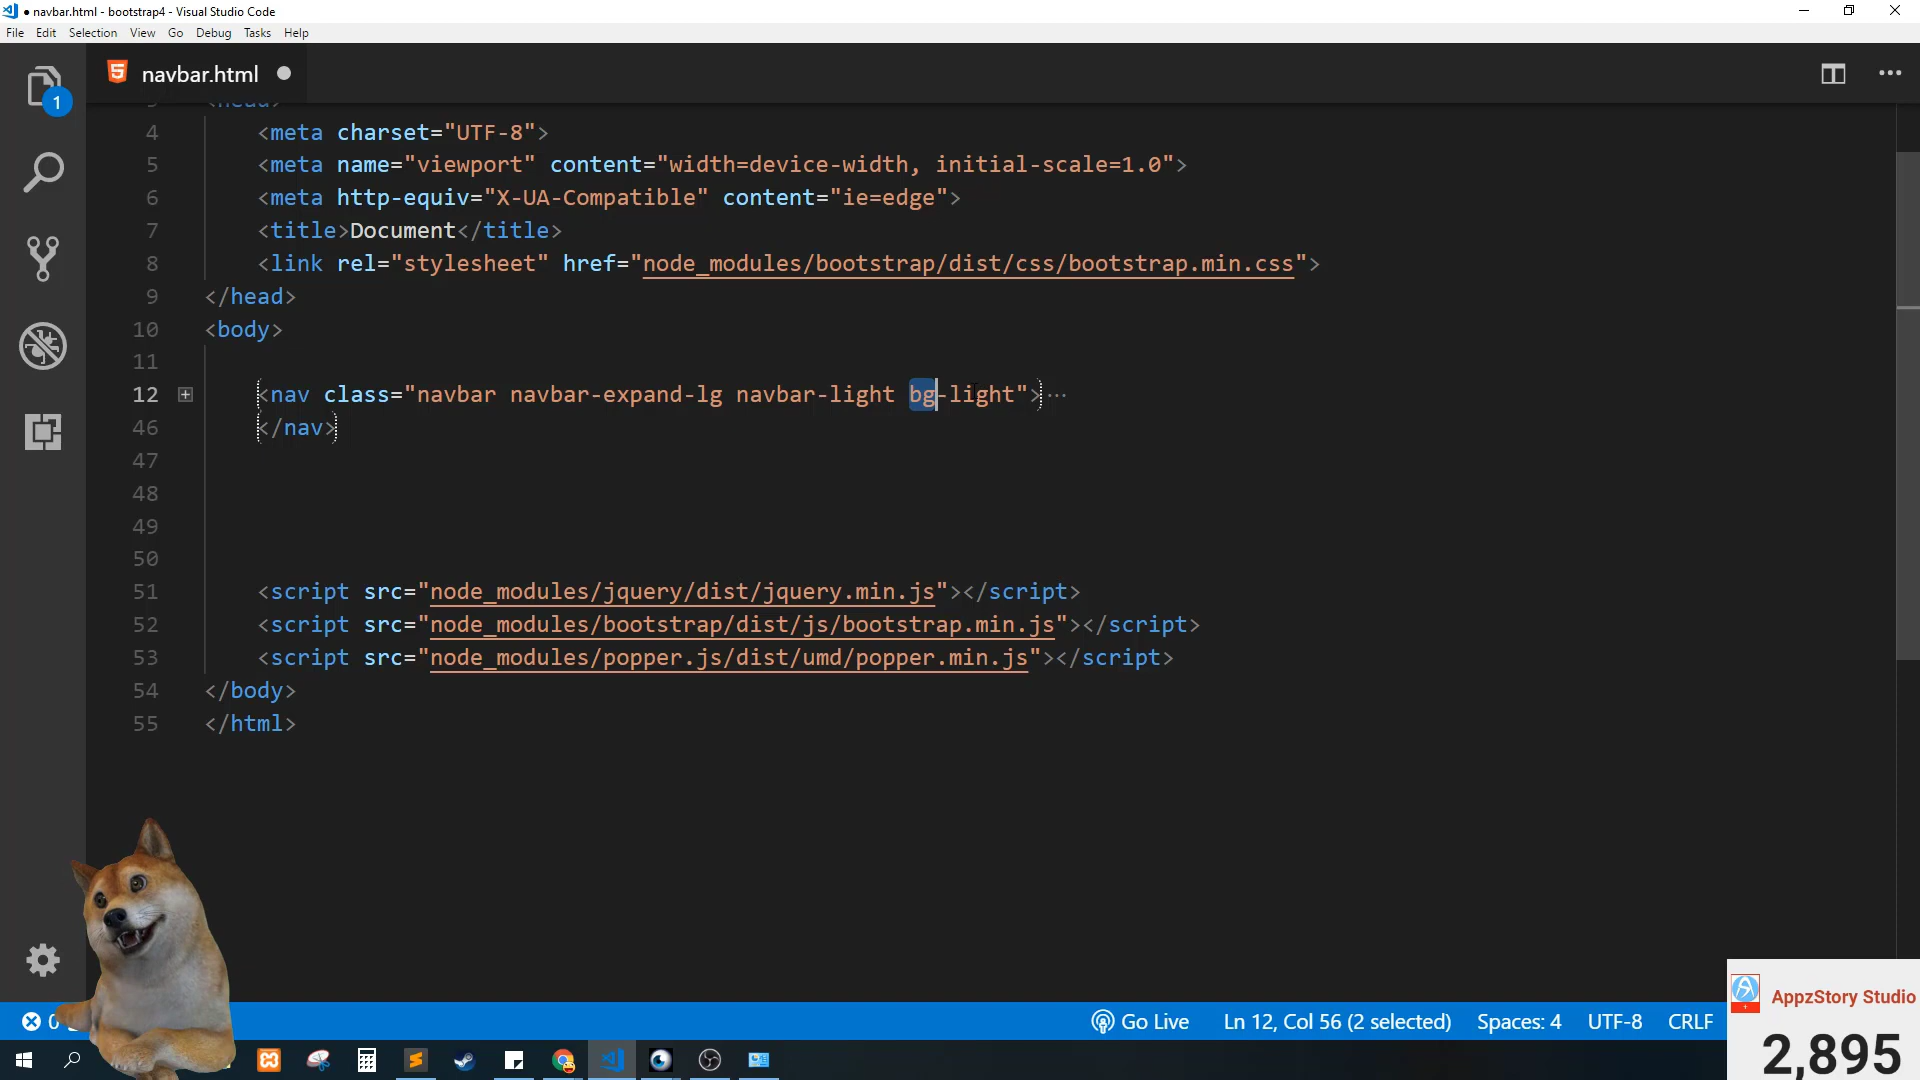 navbar.html - bootstrap4 - Visual Studio Code
File Edit Selection View Go Debug Tasks Help
navbar.html
1
3 <head>
4 <meta charset="UTF-8">
5 <meta name="viewport" content="width=device-width, initial-scale=1.0">
6 <meta http-equiv="X-UA-Compatible" content="ie=edge">
7 <title>Document</title>
8 <link rel="stylesheet" href="node_modules/bootstrap/dist/css/bootstrap.min.css">
9 </head>
10 <body>
11
12 <nav class="navbar navbar-expand-lg navbar-light bg-light">···
46 </nav>
47
48
49
50
51 <script src="node_modules/jquery/dist/jquery.min.js"></script>
52 <script src="node_modules/bootstrap/dist/js/bootstrap.min.js"></script>
53 <script src="node_modules/popper.js/dist/umd/popper.min.js"></script>
54 </body>
55 </html>
AppzStory Studio
0 Go Live Ln 12, Col 56 (2 selected) Spaces: 4 UTF-8 CRLF
2,895